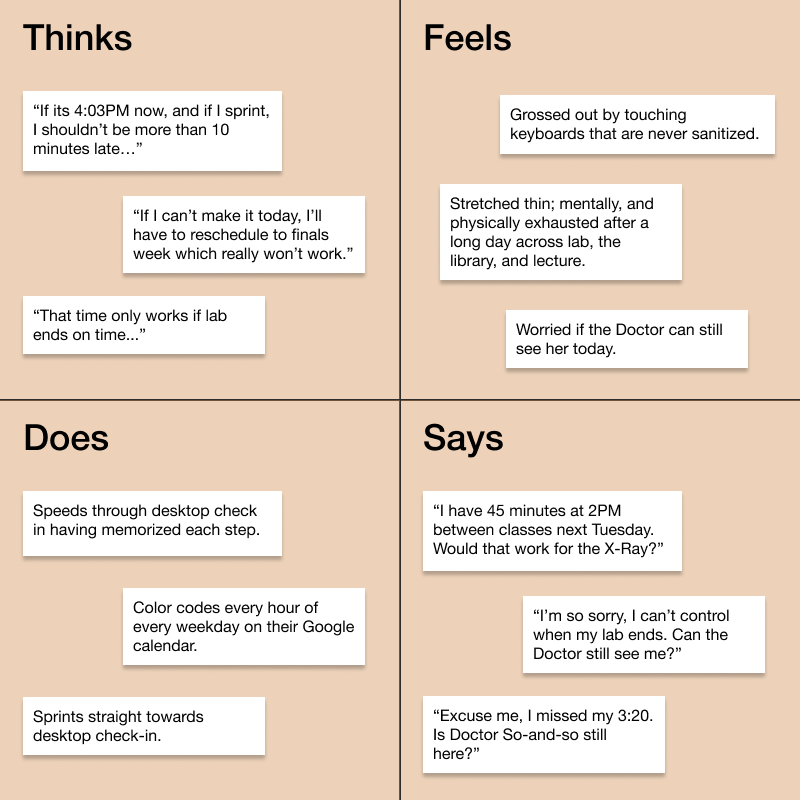 Thinks
“If its 4:03PM now, and if I sprint,
I shouldn’t be more than 10
minutes late…”
“If I can’t make it today, I’ll
have to reschedule to finals
week which really won’t work.”
“That time only works if lab
ends on time...”
Feels
Grossed out by touching
keyboards that are never sanitized.
Stretched thin; mentally, and
physically exhausted after a
long day across lab, the
library, and lecture.
Worried if the Doctor can still
see her today.
Does
Speeds through desktop check
in having memorized each step.
Color codes every hour of
every weekday on their Google
calendar.
Sprints straight towards
desktop check-in.
Says
“I have 45 minutes at 2PM
between classes next Tuesday.
Would that work for the X-Ray?”
“I’m so sorry, I can’t control
when my lab ends. Can the
Doctor still see me?”
“Excuse me, I missed my 3:20.
Is Doctor So-and-so still
here?”